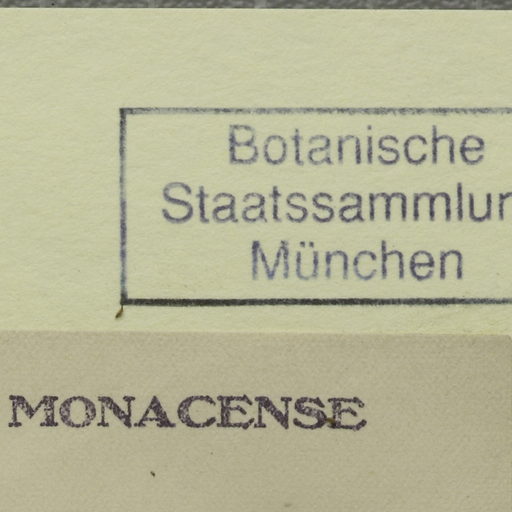 Botanische
Staatssammlun
München
MONACENSE